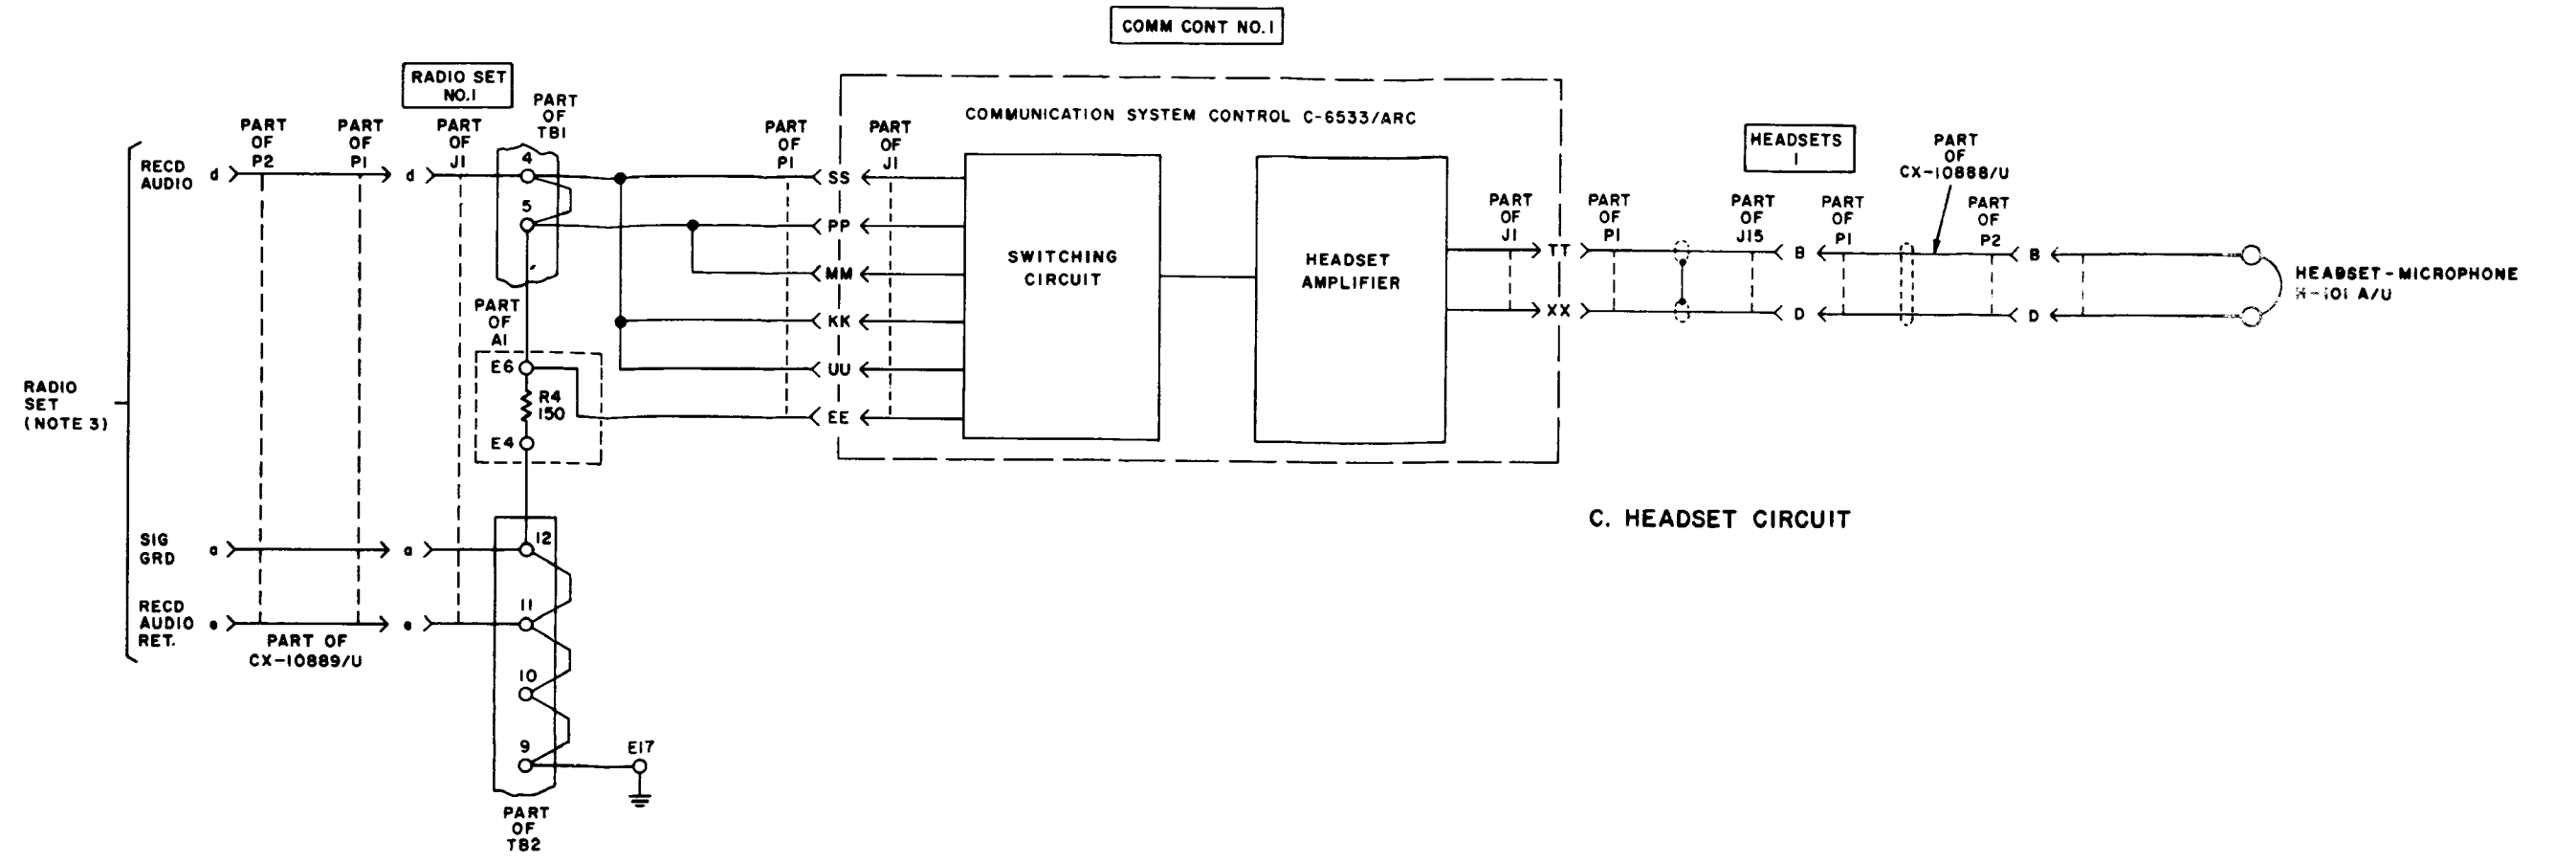 COMM CONT NO.1
RADIO SET
NO.1
PART
OF
TB1
PART
OF
P2
PART
OF
P1
PART
OF
J1
RECD
AUDIO
d
d
4
5
PART
OF
A1
E6
R4
150
E4
RADIO
SET
(NOTE 3)
SIG
GRD
a
a
12
RECD
AUDIO
RET.
e
e
11
PART OF
CX-10889/U
10
9
E17
PART
OF
TB2
PART
OF
P1
PART
OF
J1
COMMUNICATION SYSTEM CONTROL C-6533/ARC
SS
PP
MM
KK
UU
EE
SWITCHING
CIRCUIT
HEADSET
AMPLIFIER
PART
OF
J1
TT
XX
PART
OF
P1
HEADSETS
1
PART
OF
J15
PART
OF
P1
PART
OF
CX-10888/U
PART
OF
P2
B
B
D
D
HEADSET-MICROPHONE
H-101 A/U
C. HEADSET CIRCUIT